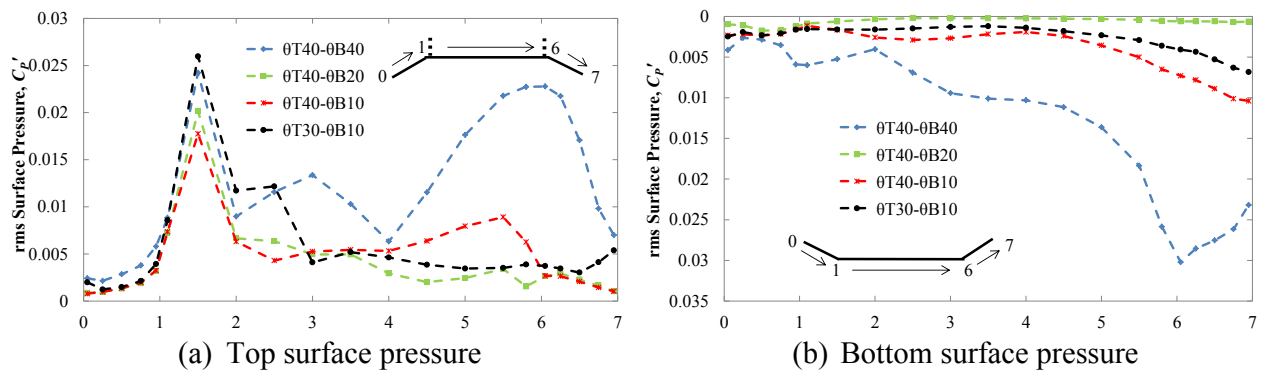 0.03
0.025
0.02
0.015
0.01
0.005
0
rms Surface Pressure, Cₚ'
θT40-θB40
θT40-θB20
θT40-θB10
θT30-θB10
0
1
6
7
0 1 2 3 4 5 6 7
(a) Top surface pressure
0
0.005
0.01
0.015
0.02
0.025
0.03
0.035
rms Surface Pressure, Cₚ'
θT40-θB40
θT40-θB20
θT40-θB10
θT30-θB10
0
1
6
7
0 1 2 3 4 5 6 7
(b) Bottom surface pressure